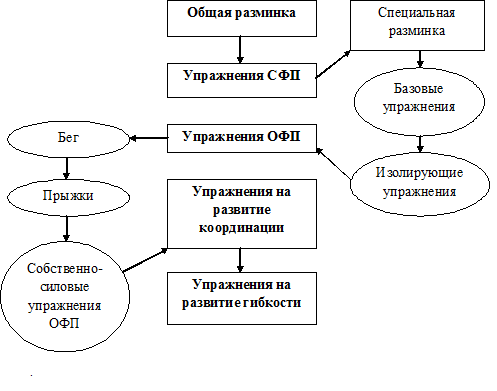 Общая разминка
Специальная
разминка
Упражнения СФП
Базовые
упражнения
Упражнения ОФП
Бег
Изолирующие
упражнения
Прыжки
Упражнения на
развитие
координации
Собственно-
силовые
упражнения
ОФП
Упражнения на
развитие гибкости